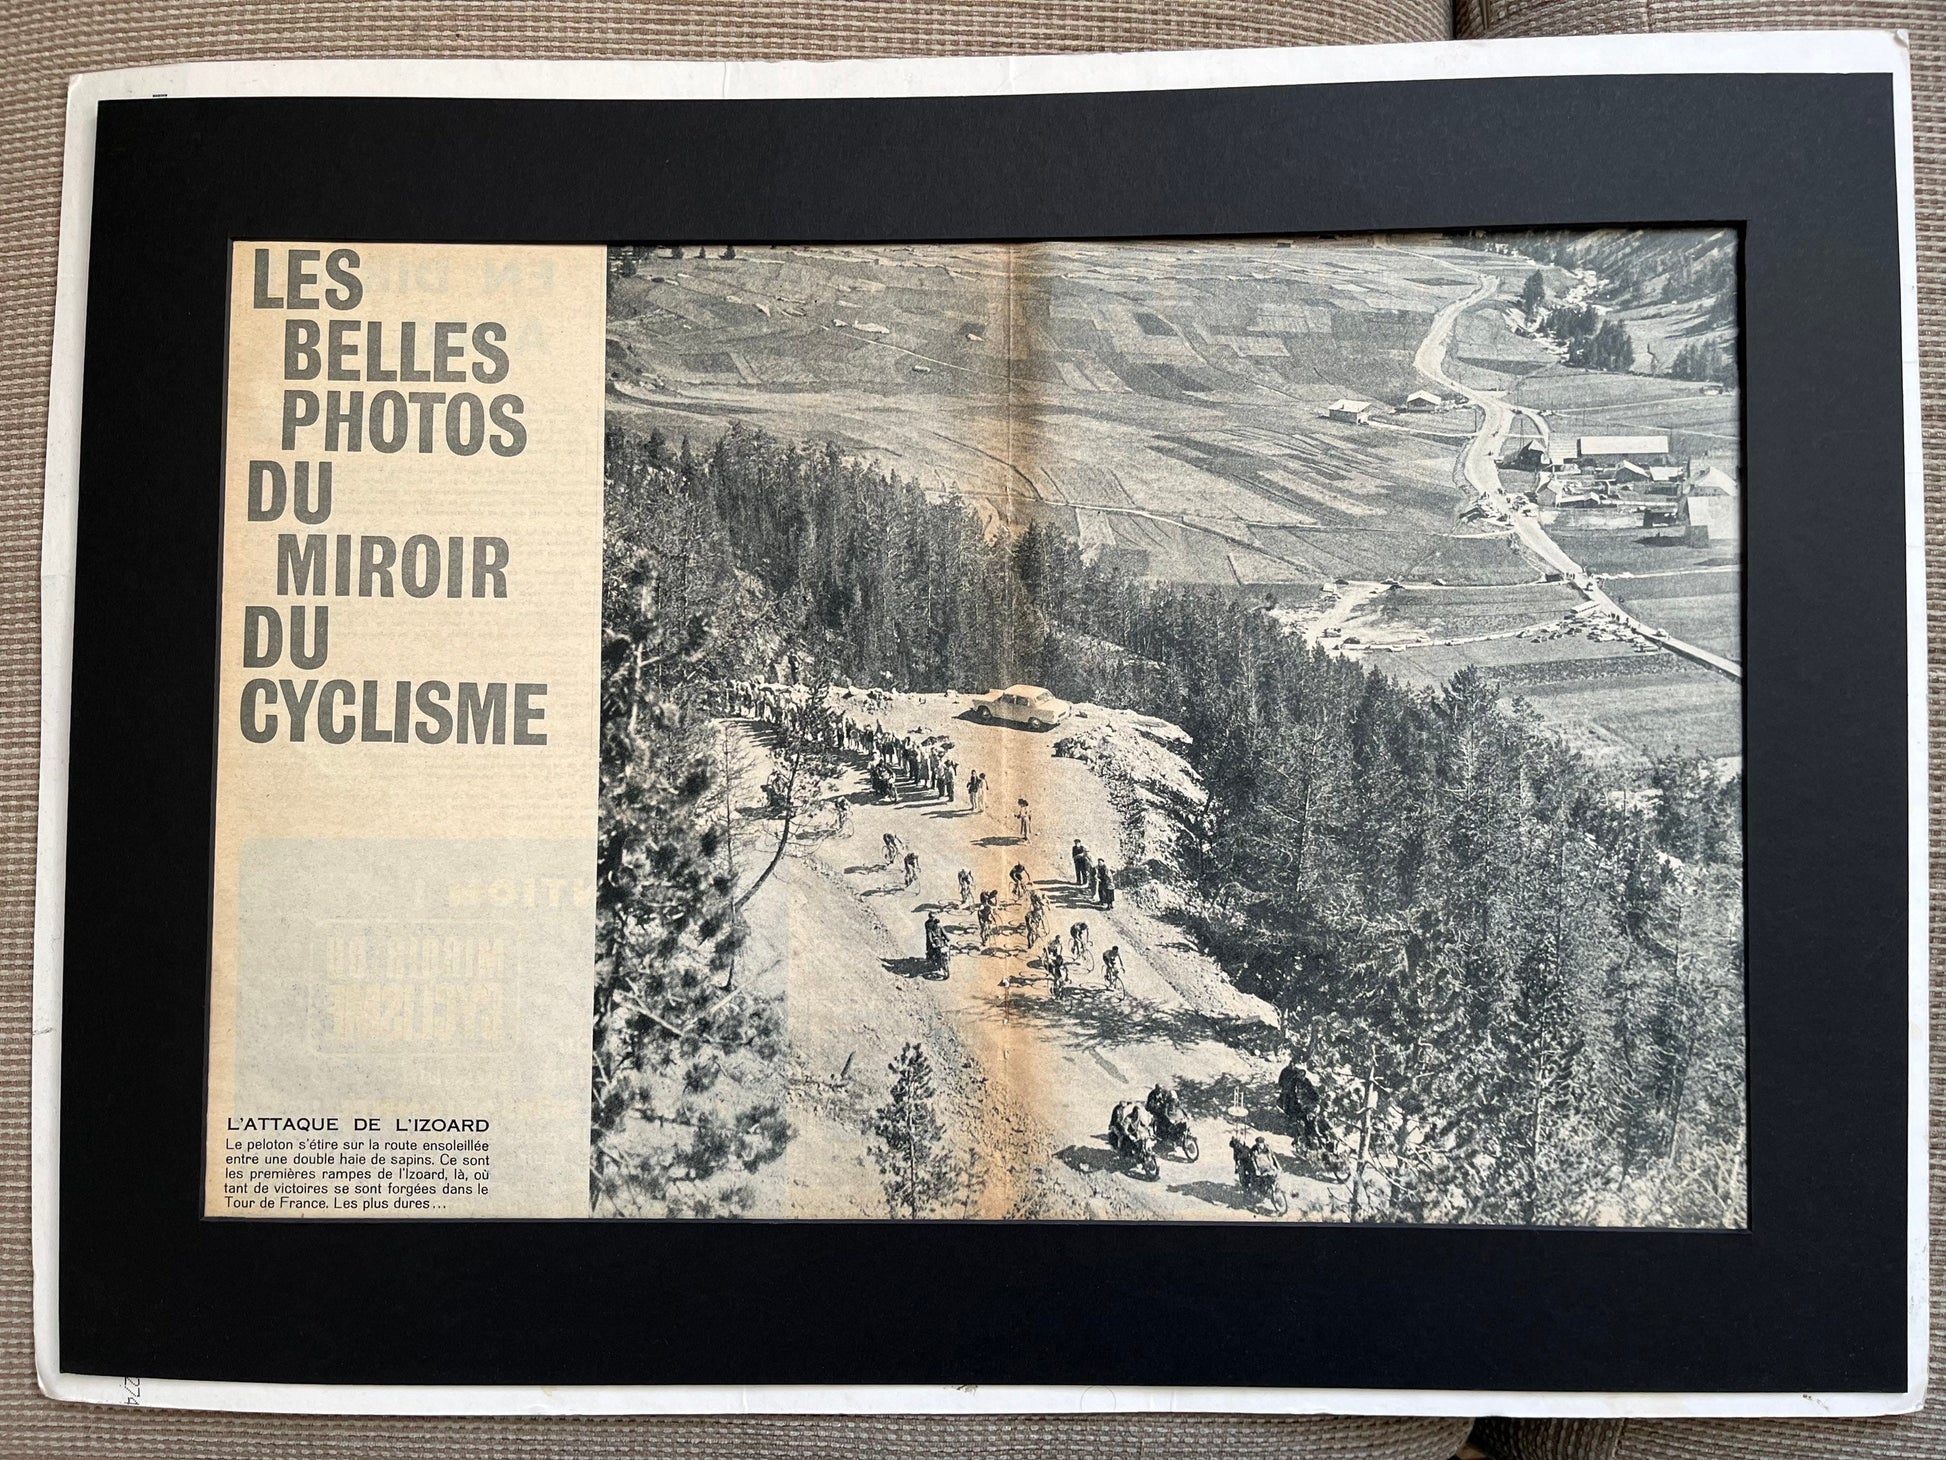 LES
BELLES
PHOTOS
DU
MIROIR
DU
CYCLISME
L'ATTAQUE DE L'IZOARD
Le peloton s'étire sur la route ensoleillée
entre une double haie de sapins. Ce sont
les premières rampes de l'Izoard, là, où
tant de victoires se sont forgées dans le
Tour de France. Les plus dures...
274